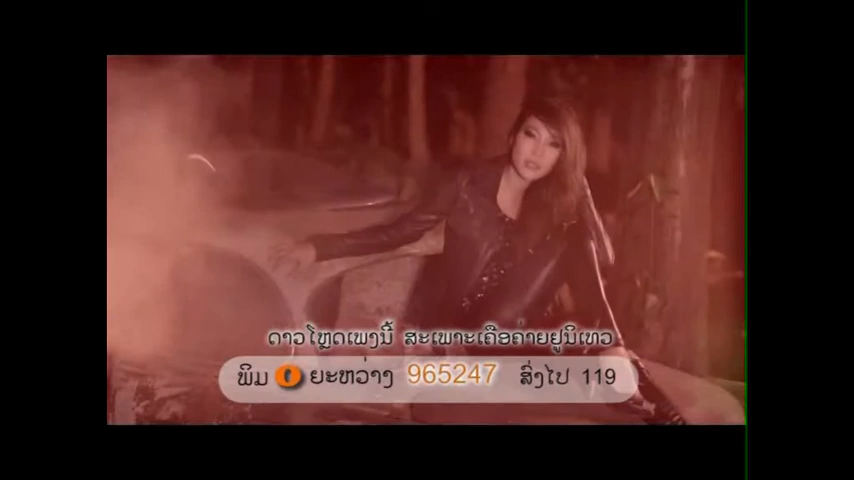 ດາວໂຫຼດເພງນີ້ ສະເພາະເຄືອຄ່າຍຢູນິເທວ
ພິມ O ຍະຫວ່າງ 965247 ສົ່ງໄປ 119